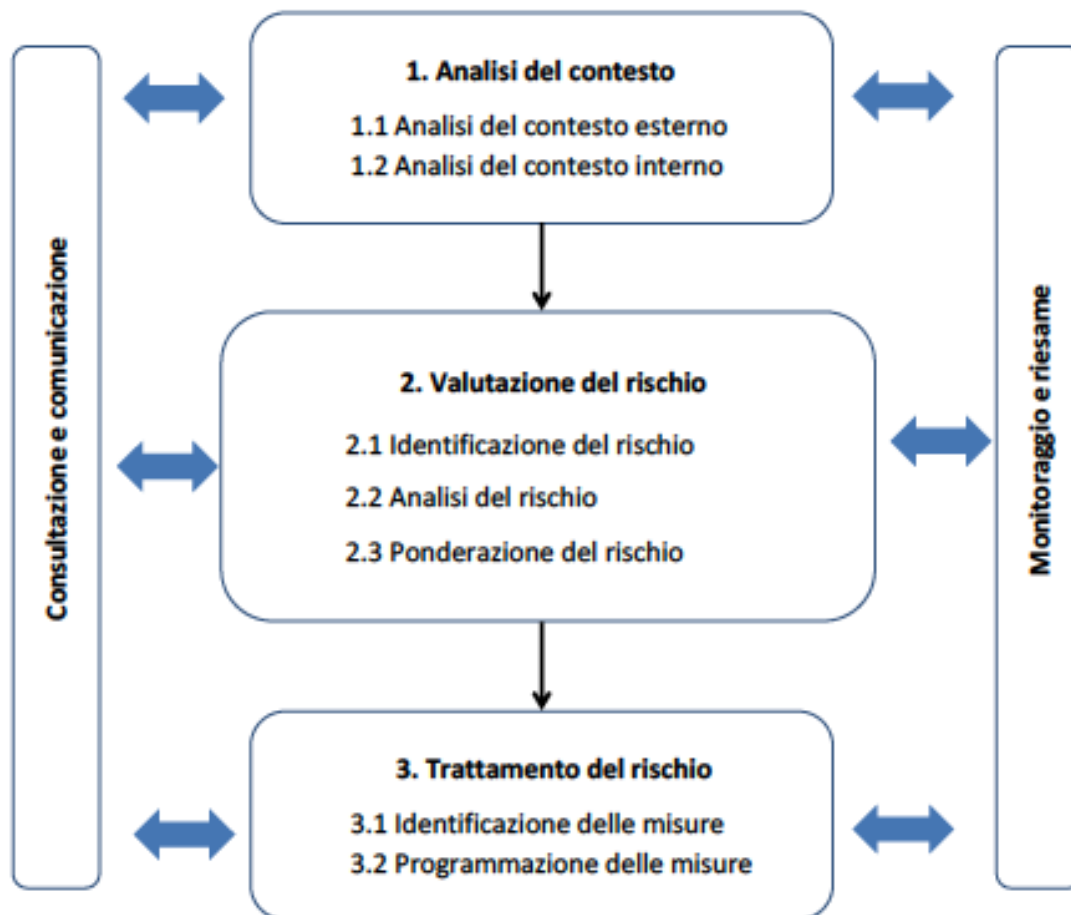 Consultazione e comunicazione
1. Analisi del contesto
1.1 Analisi del contesto esterno
1.2 Analisi del contesto interno
2. Valutazione del rischio
2.1 Identificazione del rischio
2.2 Analisi del rischio
2.3 Ponderazione del rischio
3. Trattamento del rischio
3.1 Identificazione delle misure
3.2 Programmazione delle misure
Monitoraggio e riesame